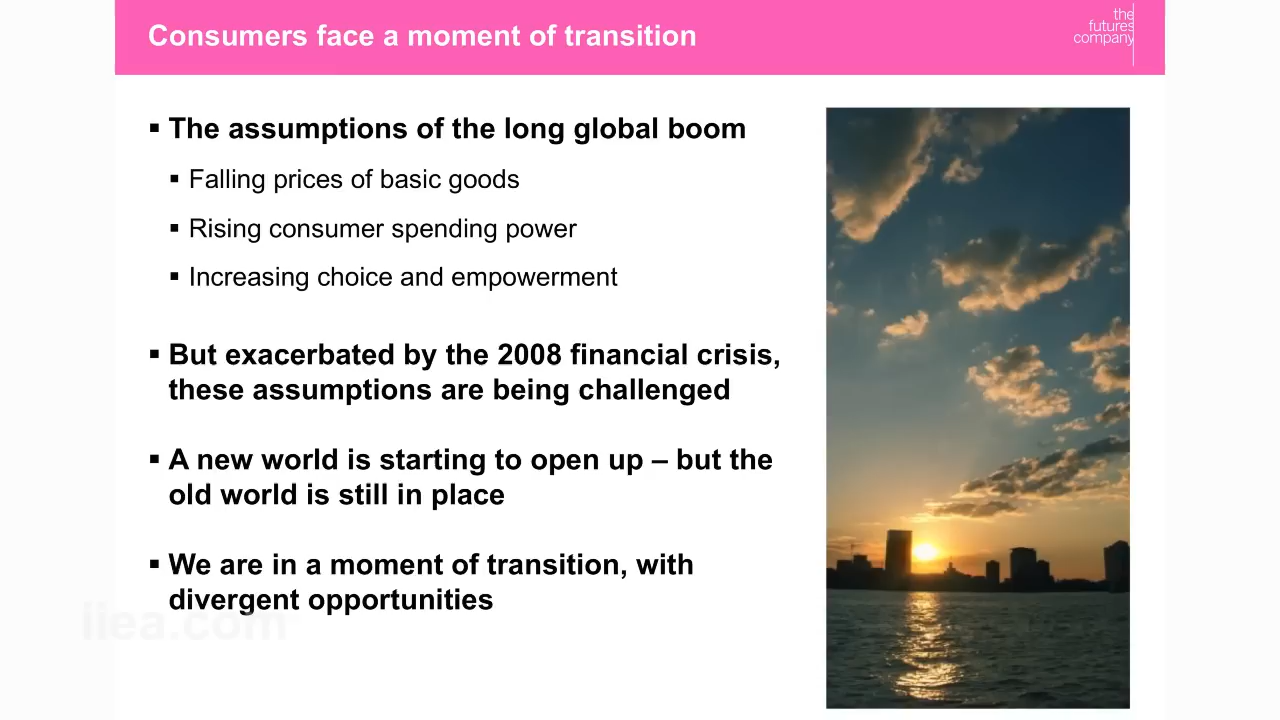 Consumers face a moment of transition
the
futures
company
▪ The assumptions of the long global boom
▪ Falling prices of basic goods
▪ Rising consumer spending power
▪ Increasing choice and empowerment
▪ But exacerbated by the 2008 financial crisis,
these assumptions are being challenged
▪ A new world is starting to open up – but the
old world is still in place
▪ We are in a moment of transition, with
divergent opportunities
iiea.com